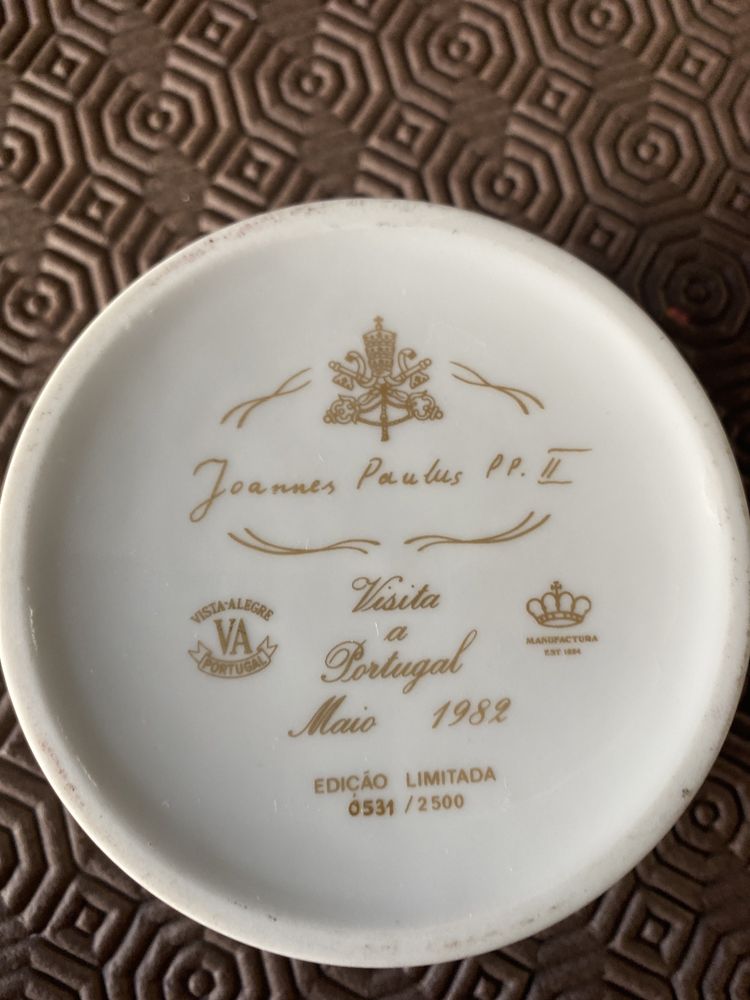 Joannes Paulus PP. II
VISTA-ALEGRE
VA
PORTUGAL
Visita
a
Portugal
Maio 1982
MANUFACTURA
EST. 1824
EDIÇÃO LIMITADA
0531 / 2500